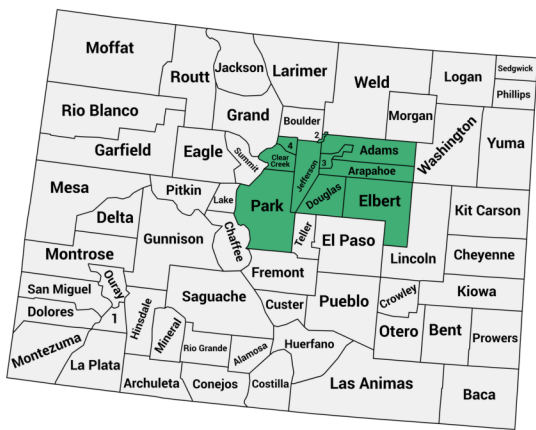 Moffat
Routt
Jackson
Larimer
Weld
Logan
Sedgwick
Phillips
Rio Blanco
Grand
Boulder
Morgan
Washington
Yuma
Garfield
Eagle
Summit
4
Clear
Creek
Jefferson
2
3
Adams
Arapahoe
Mesa
Pitkin
Lake
Park
Douglas
Elbert
Kit Carson
Delta
Gunnison
Chaffee
Teller
El Paso
Lincoln
Cheyenne
Montrose
Ouray
Fremont
San Miguel
Saguache
Custer
Pueblo
Crowley
Kiowa
Dolores
1
Hinsdale
Mineral
Rio Grande
Alamosa
Huerfano
Otero
Bent
Prowers
Montezuma
La Plata
Archuleta
Conejos
Costilla
Las Animas
Baca